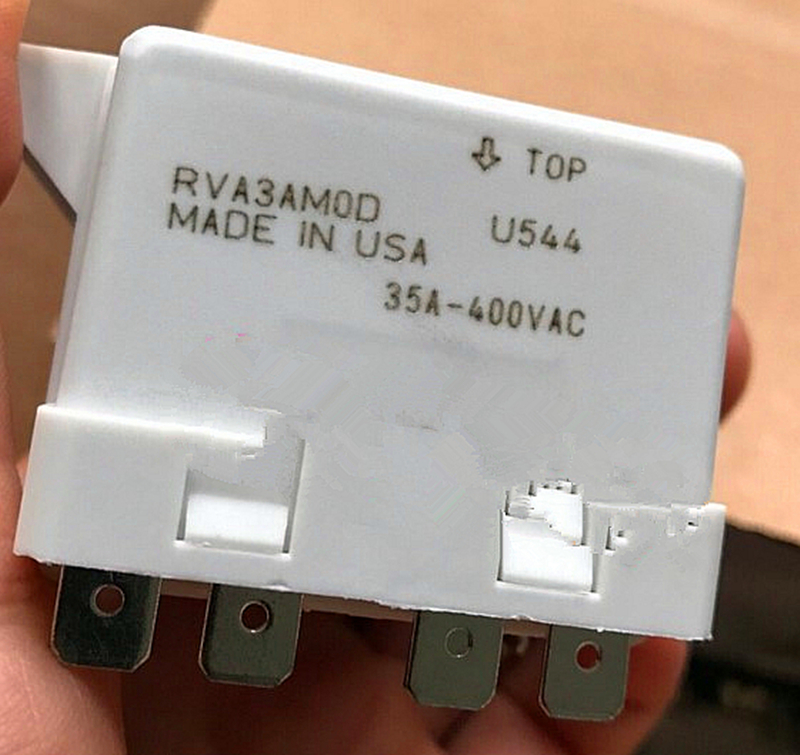 ⇩ TOP
RVA3AM0D
MADE IN USA
U544
35A-400VAC